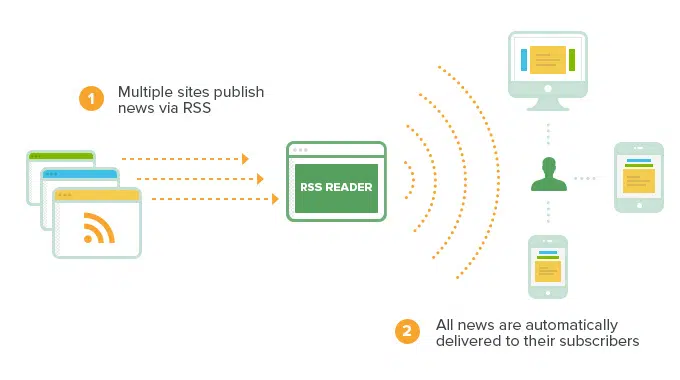 1
Multiple sites publish
news via RSS
RSS READER
2
All news are automatically
delivered to their subscribers